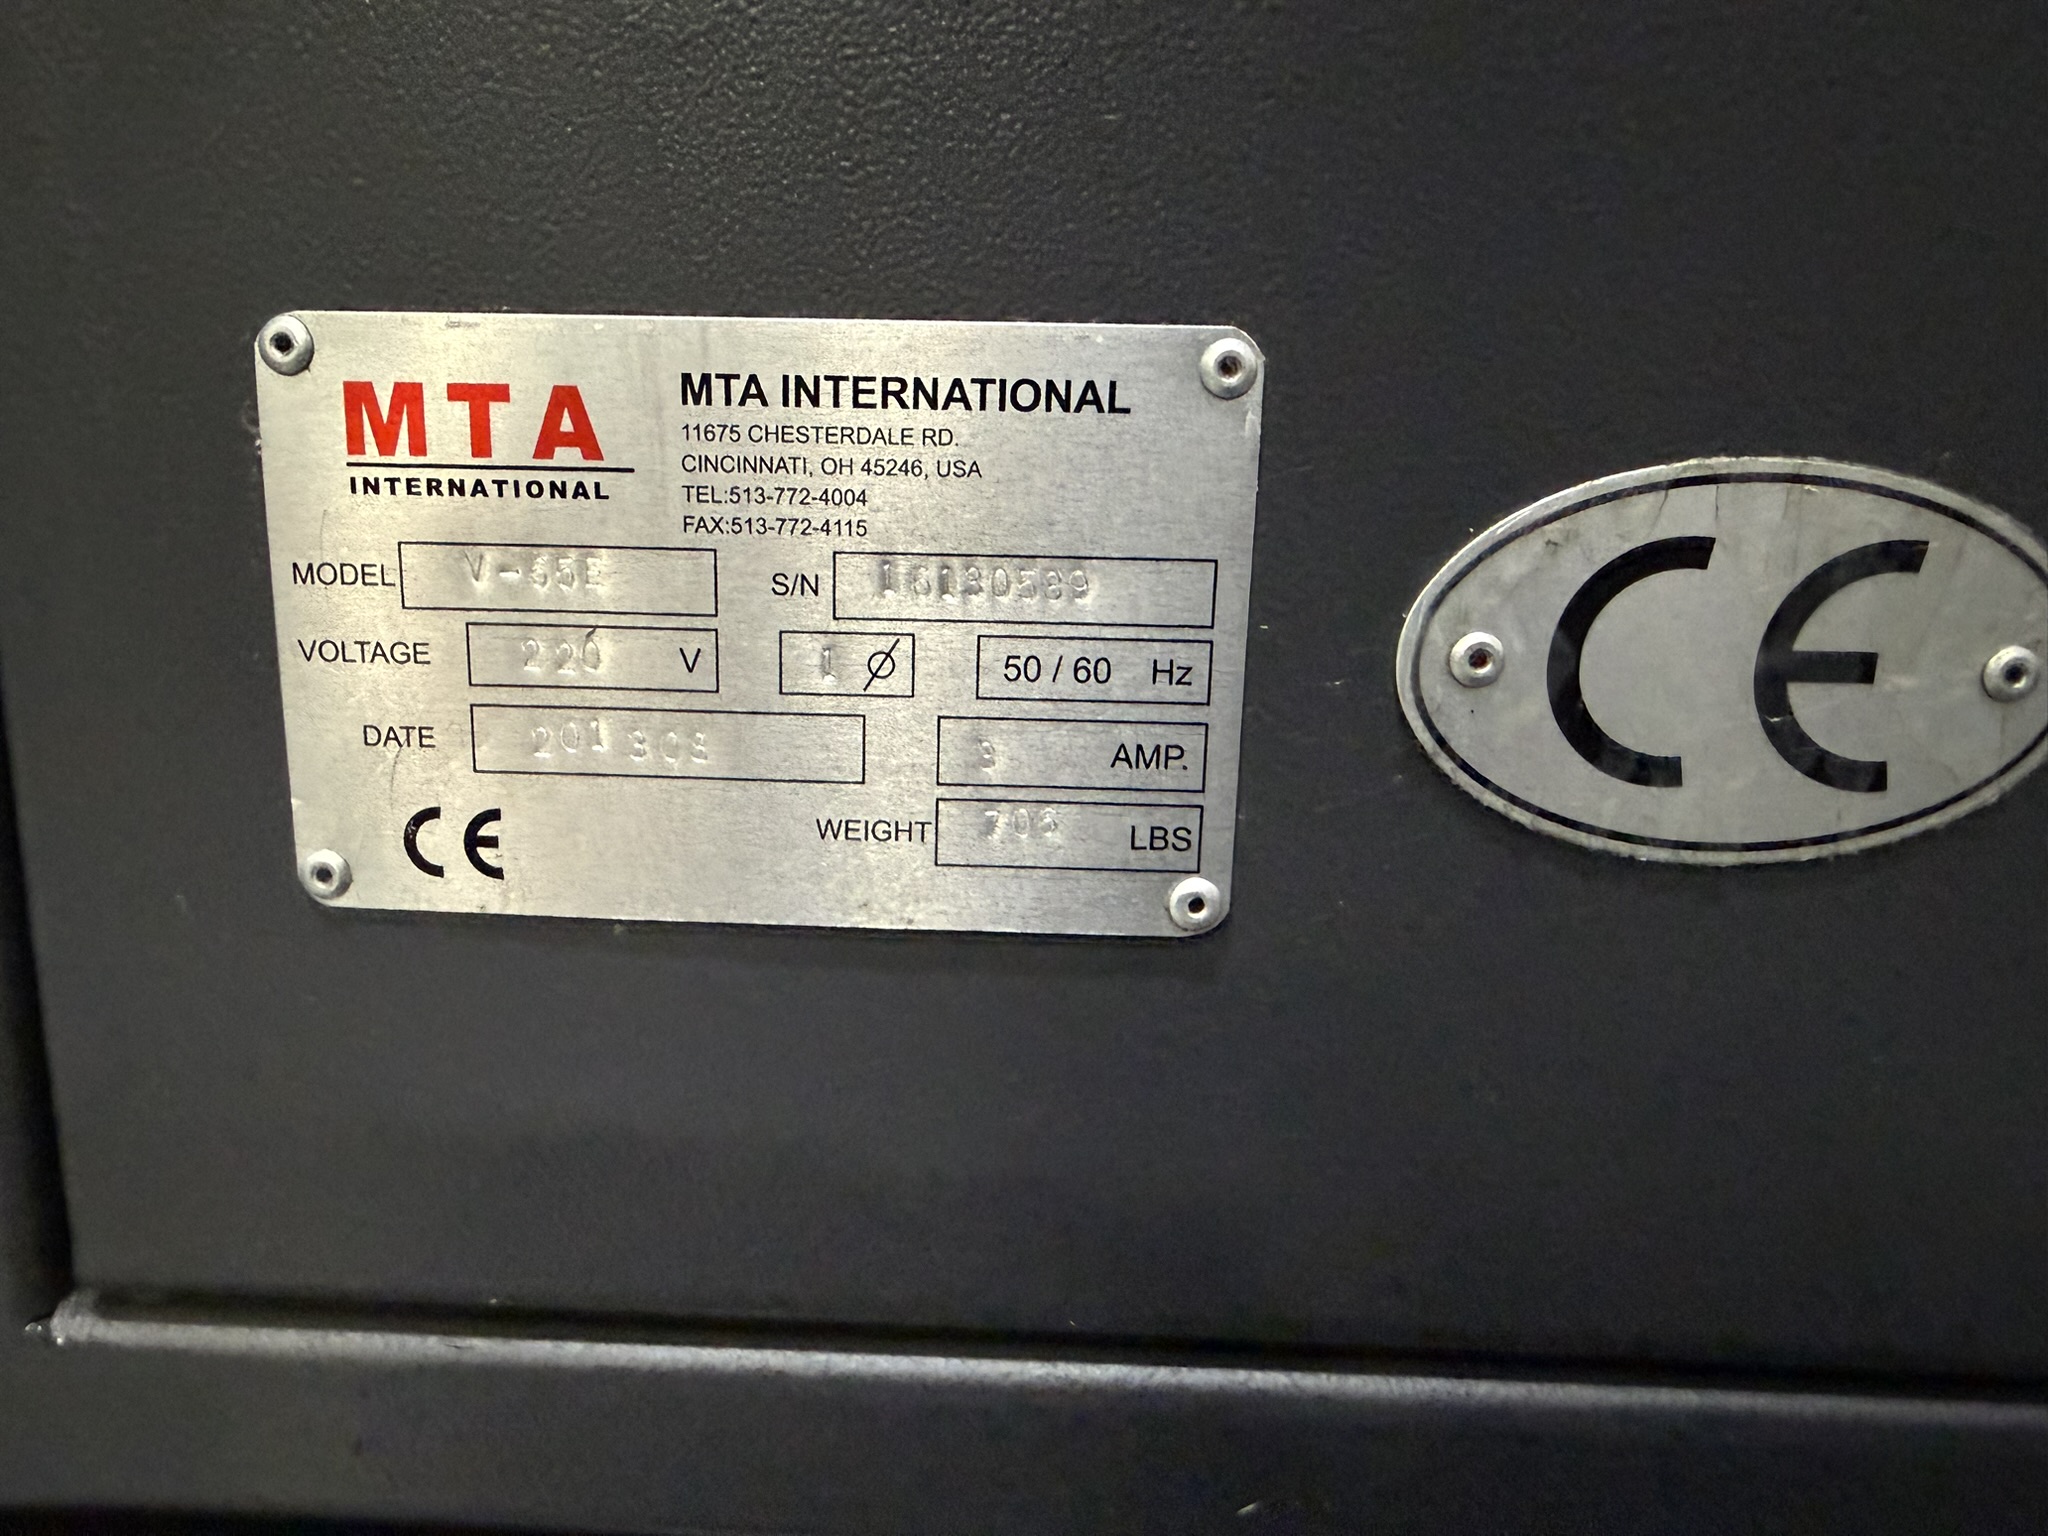 MTA
INTERNATIONAL
MTA INTERNATIONAL
11675 CHESTERDALE RD.
CINCINNATI, OH 45246, USA
TEL:513-772-4004
FAX:513-772-4115
MODEL
S/N
VOLTAGE 220 V 1 Ø 50 / 60 Hz
DATE
AMP.
WEIGHT LBS
CE
CE